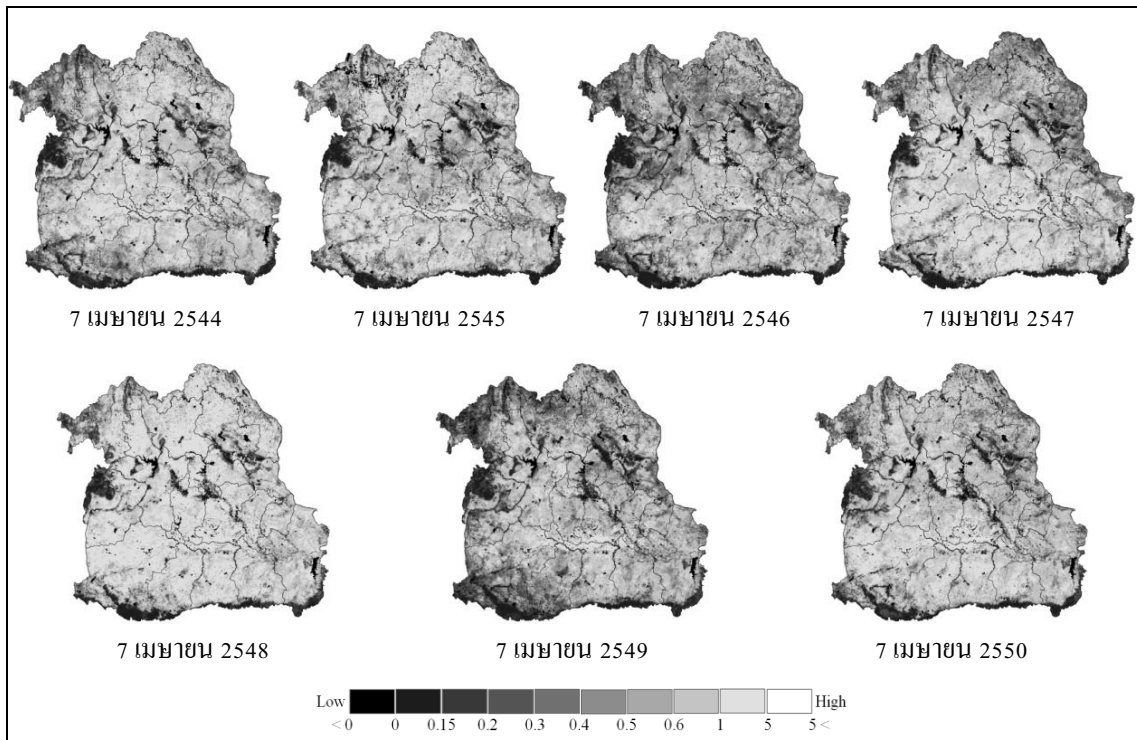 7 เมษายน 2544 7 เมษายน 2545 7 เมษายน 2546 7 เมษายน 2547
7 เมษายน 2548 7 เมษายน 2549 7 เมษายน 2550
Low High
< 0 0 0.15 0.2 0.3 0.4 0.5 0.6 1 5 5 <